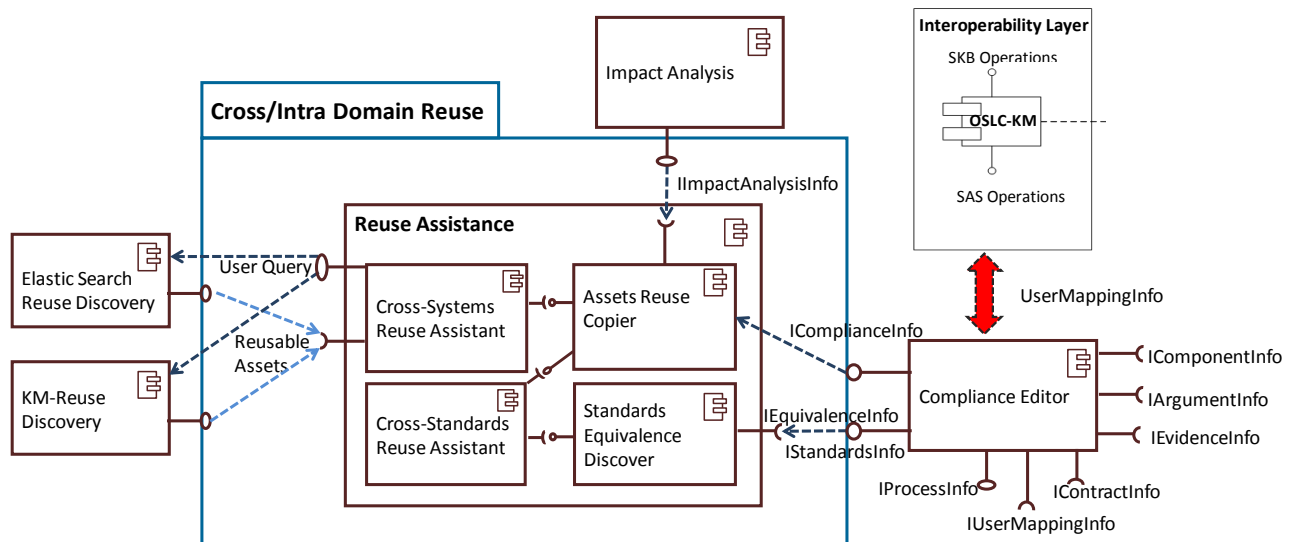 Interoperability Layer
SKB Operations
OSLC-KM
SAS Operations
Impact Analysis
Cross/Intra Domain Reuse
IImpactAnalysisInfo
Reuse Assistance
Elastic Search
Reuse Discovery
User Query
Cross-Systems
Reuse Assistant
Assets Reuse
Copier
Reusable
Assets
KM-Reuse
Discovery
Cross-Standards
Reuse Assistant
Standards
Equivalence
Discover
UserMappingInfo
IComplianceInfo
Compliance Editor
IEquivalenceInfo
IStandardsInfo
IComponentInfo
IArgumentInfo
IEvidenceInfo
IProcessInfo
IContractInfo
IUserMappingInfo